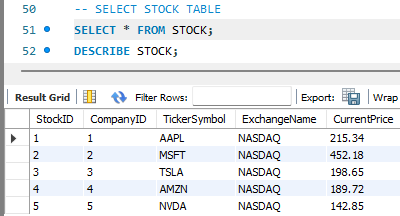 50 -- SELECT STOCK TABLE
51 SELECT * FROM STOCK;
52 DESCRIBE STOCK;
Result Grid Filter Rows: Export: Wrap
StockID CompanyID TickerSymbol ExchangeName CurrentPrice
1 1 AAPL NASDAQ 215.34
2 2 MSFT NASDAQ 452.18
3 3 TSLA NASDAQ 198.65
4 4 AMZN NASDAQ 189.72
5 5 NVDA NASDAQ 142.85